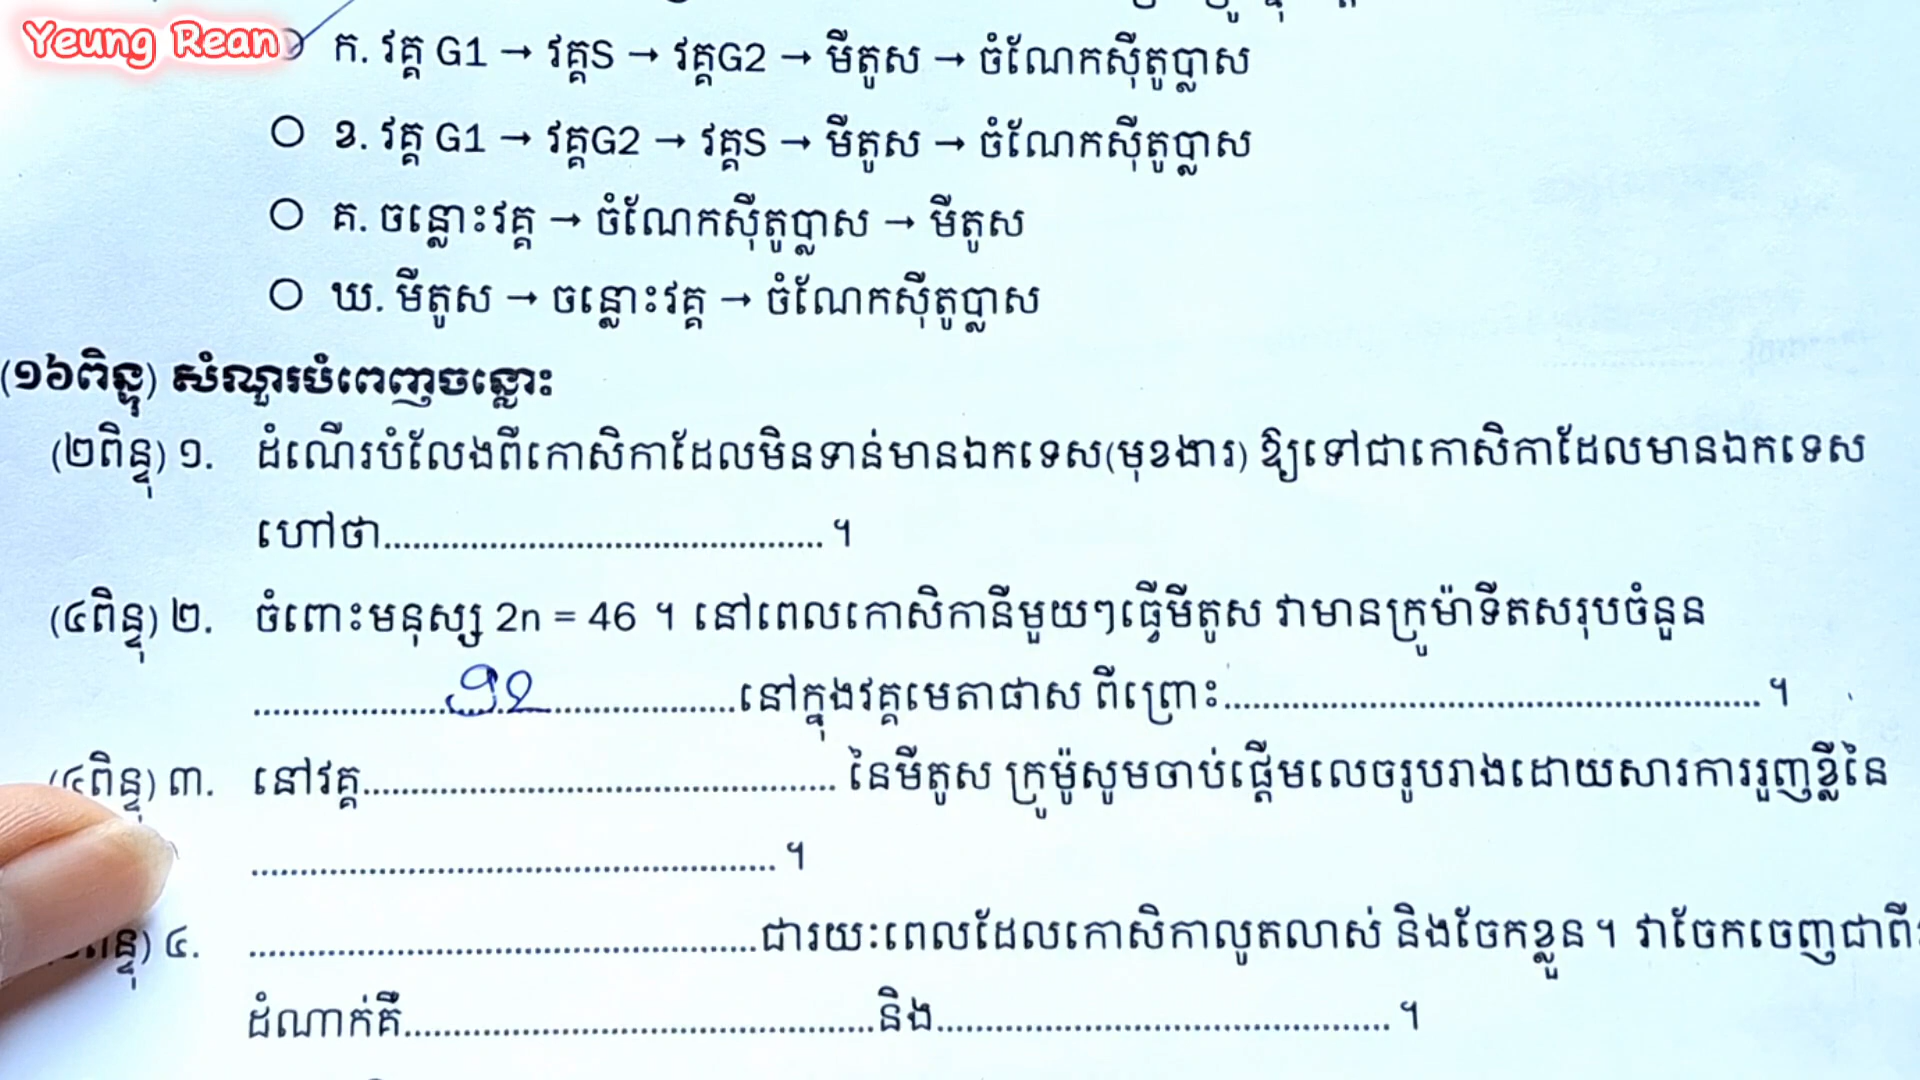 Yeung Rean
ក. វគ្គ G1 → វគ្គS → វគ្គG2 → មីតូស → ចំណែកស៊ីតូប្លាស
ខ. វគ្គ G1 → វគ្គG2 → វគ្គS → មីតូស → ចំណែកស៊ីតូប្លាស
គ. ចន្លោះវគ្គ → ចំណែកស៊ីតូប្លាស → មីតូស
ឃ. មីតូស → ចន្លោះវគ្គ → ចំណែកស៊ីតូប្លាស
(១៦ពិន្ទុ) សំណួរបំពេញចន្លោះ
(២ពិន្ទុ) ១. ដំណើរបំលែងពីកោសិកាដែលមិនទាន់មានឯកទេស(មុខងារ) ឱ្យទៅជាកោសិកាដែលមានឯកទេស
ហៅថា.............................................. ។
(៤ពិន្ទុ) ២. ចំពោះមនុស្ស 2n = 46 ។ នៅពេលកោសិកានីមួយៗធ្វើមីតូស វាមានក្រូម៉ាទីតសរុបចំនួន
....................92...................នៅក្នុងវគ្គមេតាផាស ពីព្រោះ....................................................... ។
(៤ពិន្ទុ) ៣. នៅវគ្គ................................................. នៃមីតូស ក្រូម៉ូសូមចាប់ផ្តើមលេចរូបរាងដោយសារការរួញខ្លីនៃ
...................................................... ។
ពិន្ទុ) ៤. .....................................................ជារយៈពេលដែលកោសិកាលូតលាស់ និងចែកខ្លួន ។ វាចែកចេញជាពីរ
ដំណាក់គឺ.................................................និង............................................... ។